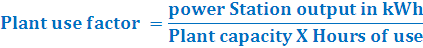 Plant use factor = power Station output in kWh
Plant capacity X Hours of use